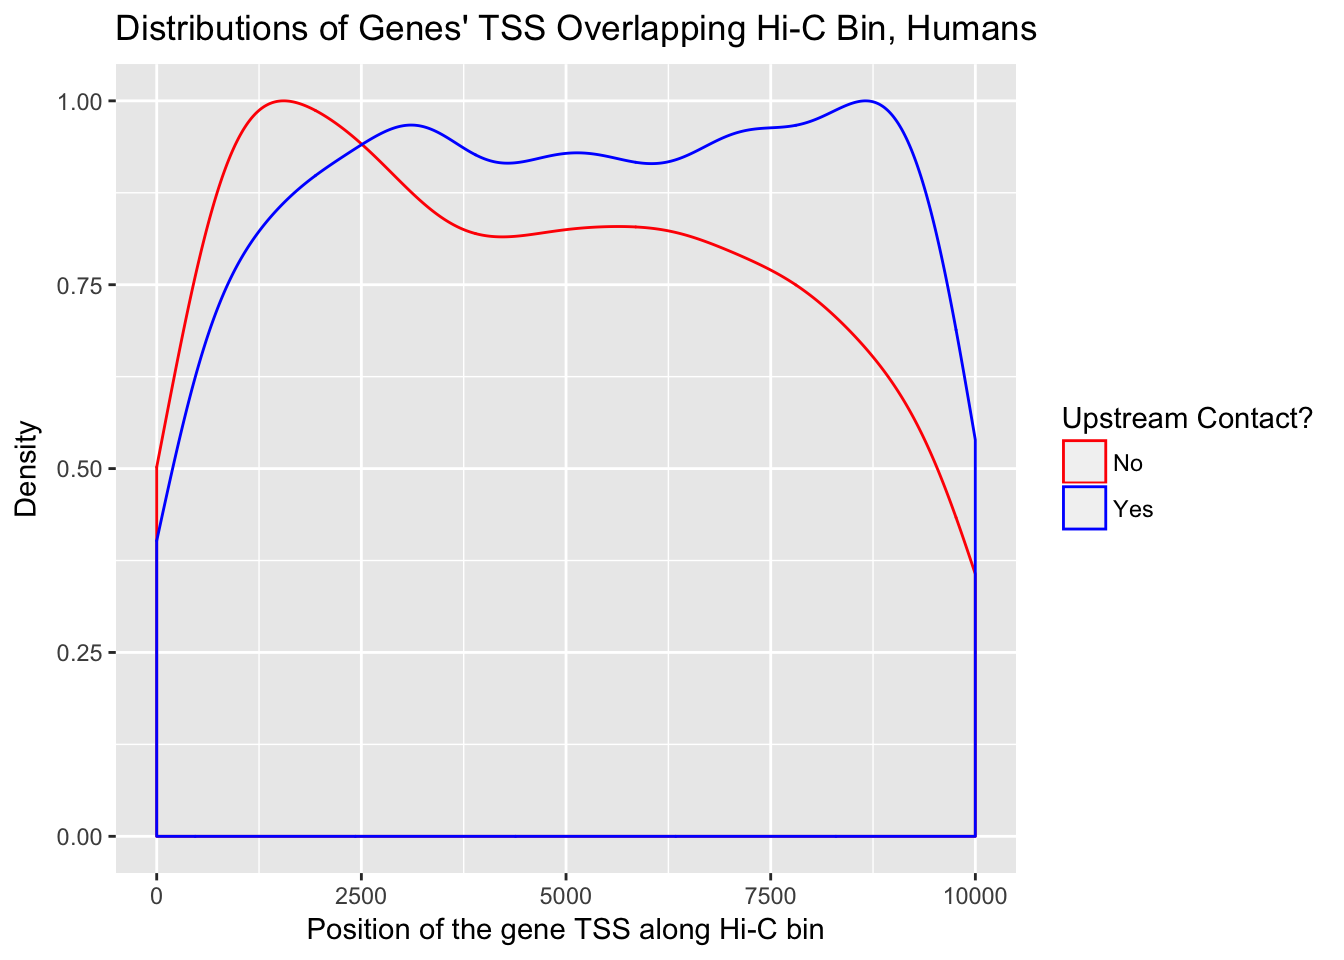 Distributions of Genes' TSS Overlapping Hi-C Bin, Humans
1.00
0.75
0.50
0.25
0.00
Density
0
2500
5000
7500
10000
Position of the gene TSS along Hi-C bin
Upstream Contact?
No
Yes